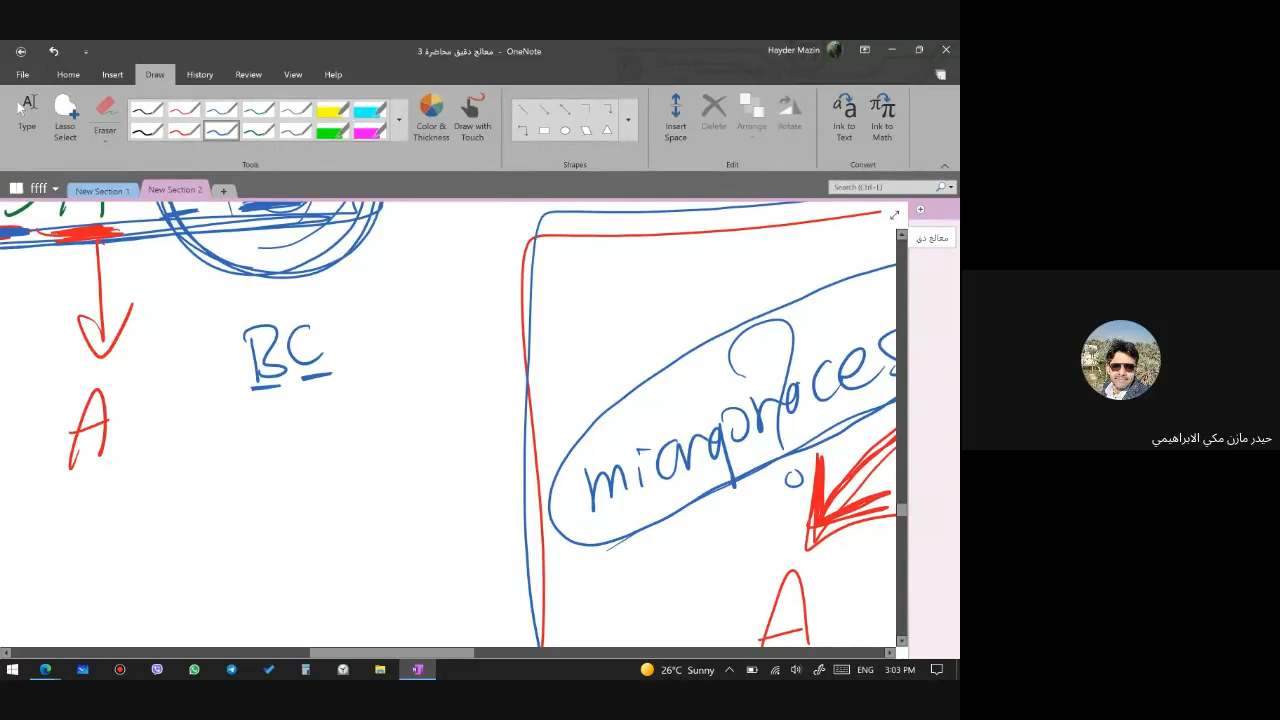 معالج دقيق محاضرة 3 - OneNote
Hayder Mazin
File Home Insert Draw History Review View Help
Type
Lasso Select
Eraser
Color & Thickness
Draw with Touch
Insert Space
Delete
Arrange
Rotate
Ink to Text
Ink to Math
Tools
Shapes
Edit
Convert
ffff
New Section 1
New Section 2
Search (Ctrl+E)
معالج دق
BC
A
A
حيدر مازن مكي الابراهيمي
26°C Sunny
ENG
3:03 PM